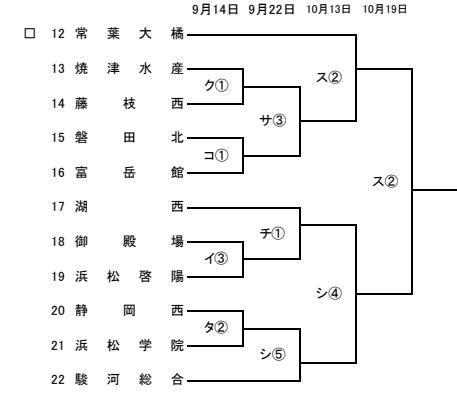 9月14日 9月22日 10月13日 10月19日
□ 12 常葉大橘
13 焼津水産
ク① ス②
14 藤枝西
サ③
15 磐田北
コ①
16 富岳館
ス②
17 湖西
チ①
18 御殿場
イ③
19 浜松啓陽
シ④
20 静岡西
タ②
21 浜松学院
シ⑤
22 駿河総合